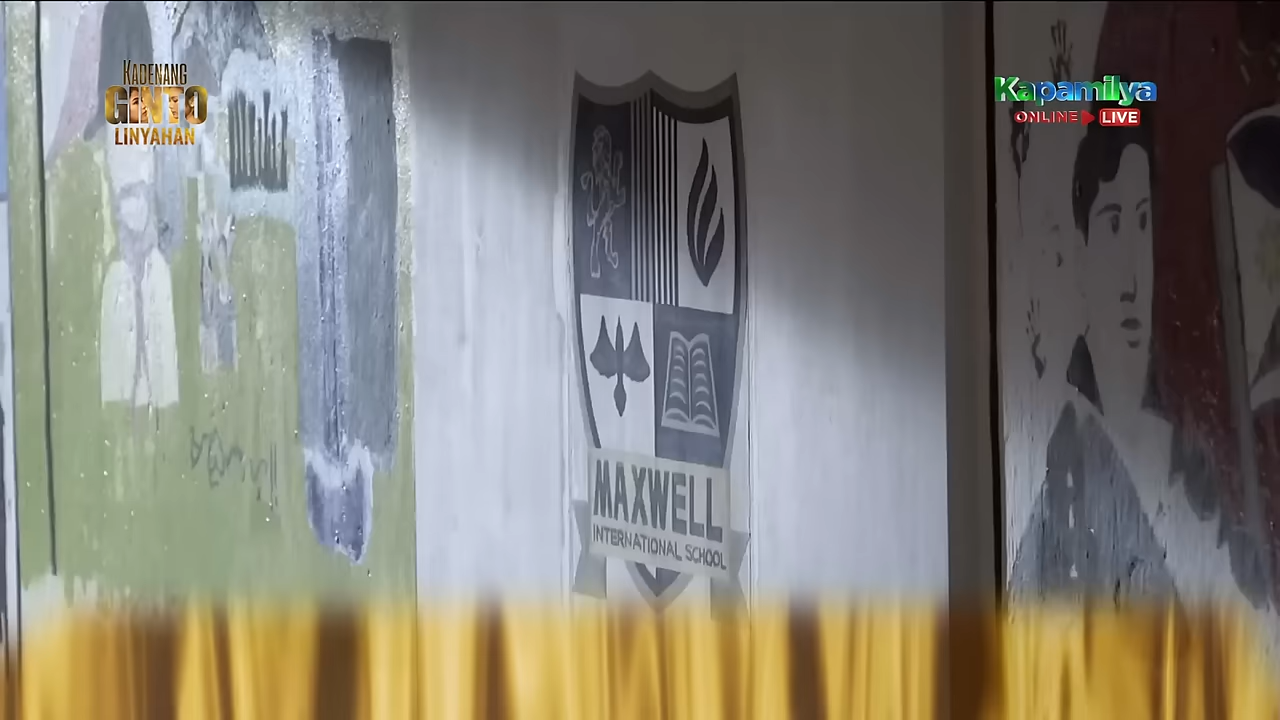 KADENANG
GINTO
LINYAHAN
Kapamilya
ONLINE LIVE
MAXWELL
INTERNATIONAL SCHOOL